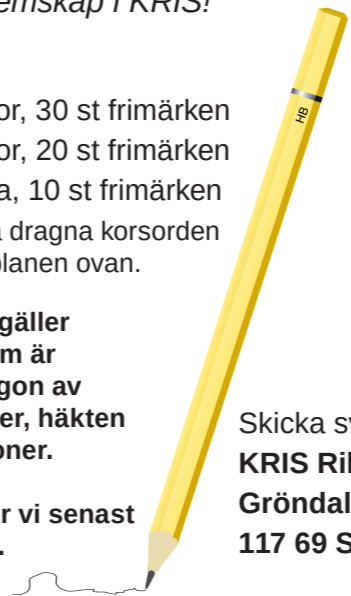 emskap i KRIS!
or, 30 st frimärken
or, 20 st frimärken
a, 10 st frimärken
dragna korsorden
planen ovan.
gäller
m är
gon av
er, häkten
oner.
r vi senast
HB
Skicka sv
KRIS Ril
Gröndal
117 69 S